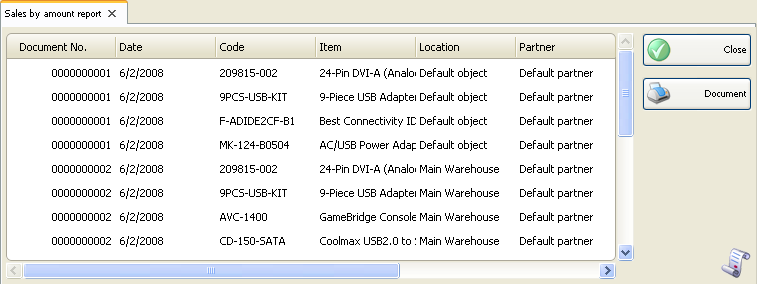 Sales by amount report
Document No. Date Code Item Location Partner
0000000001 6/2/2008 209815-002 24-Pin DVI-A (Analo Default object Default partner
0000000001 6/2/2008 9PCS-USB-KIT 9-Piece USB Adapter Default object Default partner
0000000001 6/2/2008 F-ADIDE2CF-B1 Best Connectivity ID Default object Default partner
0000000001 6/2/2008 MK-124-B0504 AC/USB Power Adap Default object Default partner
0000000002 6/2/2008 209815-002 24-Pin DVI-A (Analo Main Warehouse Default partner
0000000002 6/2/2008 9PCS-USB-KIT 9-Piece USB Adapter Main Warehouse Default partner
0000000002 6/2/2008 AVC-1400 GameBridge Console Main Warehouse Default partner
0000000002 6/2/2008 CD-150-SATA Coolmax USB2.0 to Main Warehouse Default partner
Close
Document